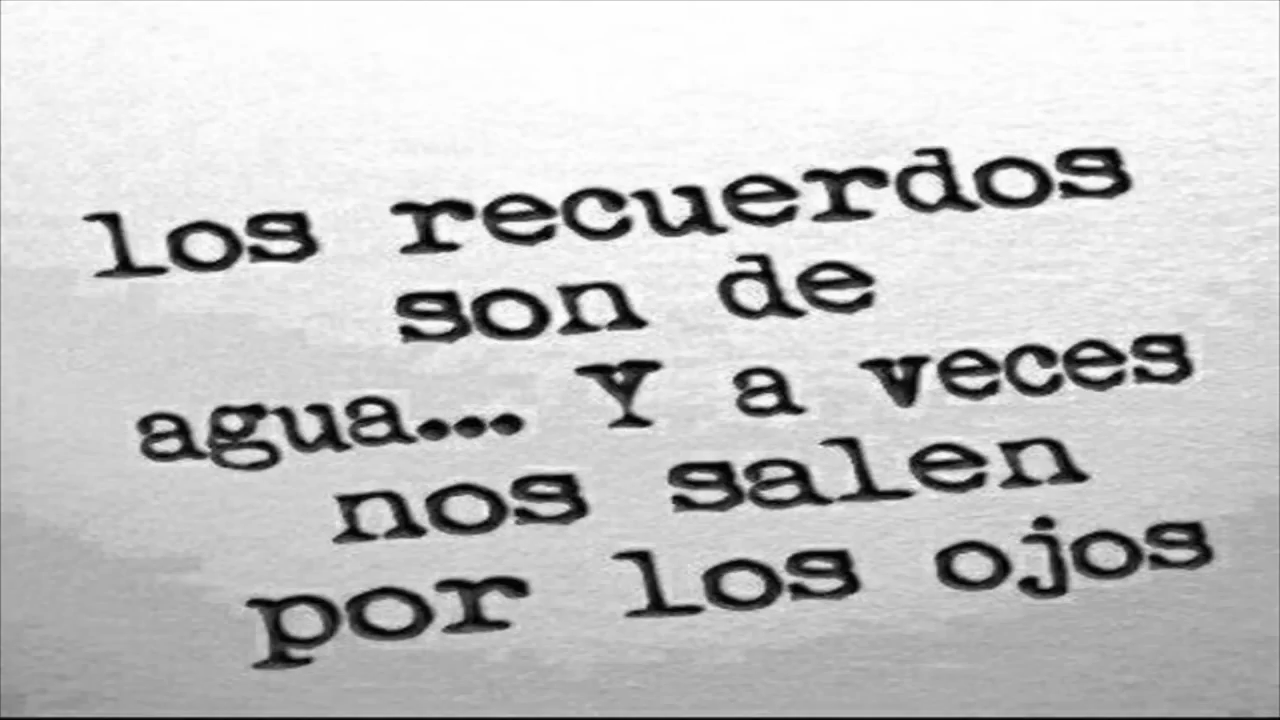 los recuerdos
son de
agua... Y a veces
nos salen
por los ojos